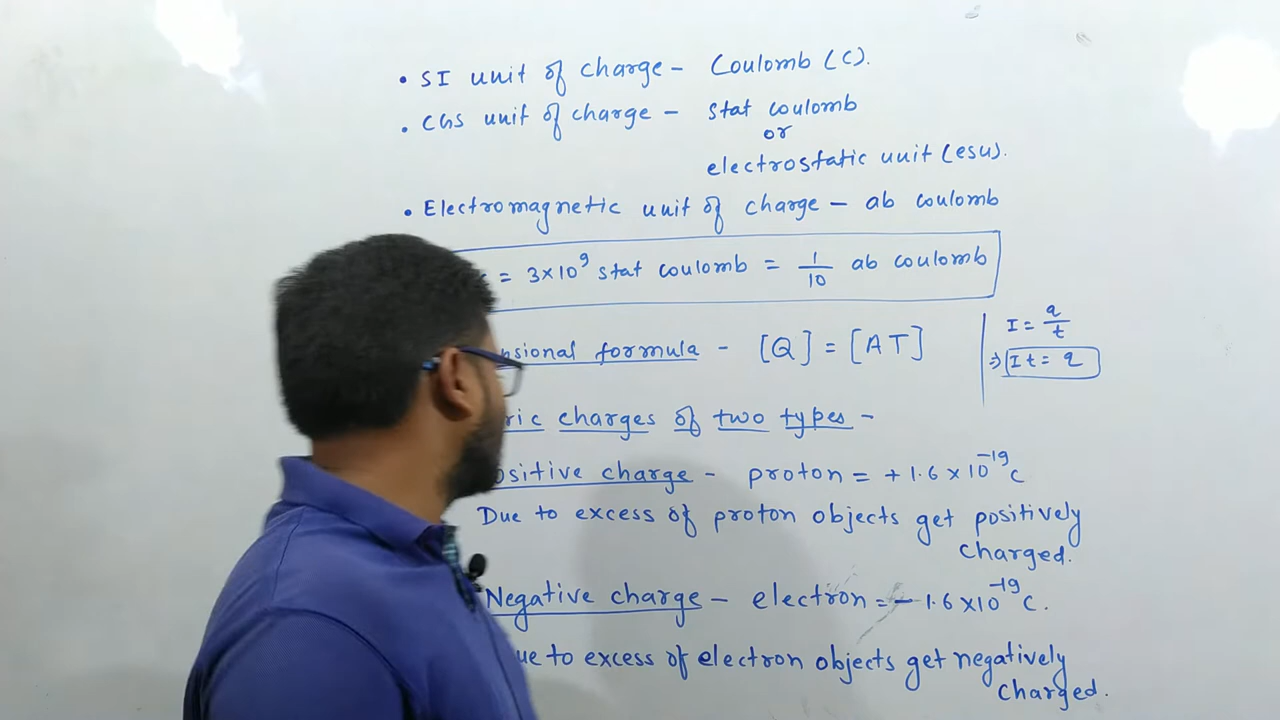 • SI unit of charge - Coulomb (C).
• CGS unit of charge - stat coulomb
or
electrostatic unit (esu).
• Electromagnetic unit of charge - ab coulomb
= 3×10⁹ stat coulomb = 1/10 ab coulomb
I = q/t
nsional formula - [Q] = [AT]
⇒ It = q
ric charges of two types -
ositive charge - proton = +1.6×10⁻¹⁹C
Due to excess of proton objects get positively
charged.
Negative charge - electron = - 1.6×10⁻¹⁹C.
ue to excess of electron objects get negatively
charged.